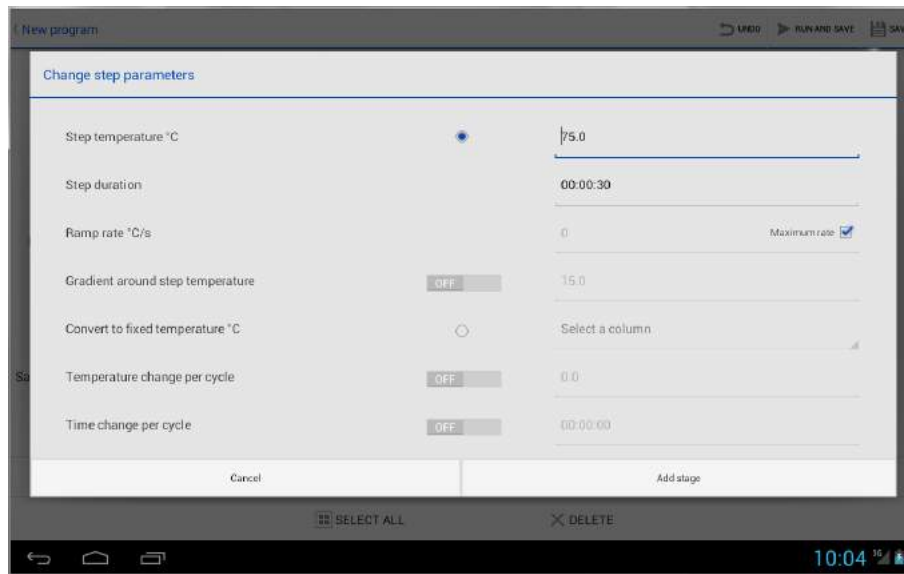 New program UNDO RUN AND SAVE SAV
Change step parameters
Step temperature °C 75.0
Step duration 00:00:30
Ramp rate °C/s 0 Maximum rate
Gradient around step temperature OFF 15.0
Convert to fixed temperature °C Select a column
Sa
Temperature change per cycle OFF 0.0
Time change per cycle OFF 00:00:00
Cancel Add stage
SELECT ALL DELETE
10:04 3G